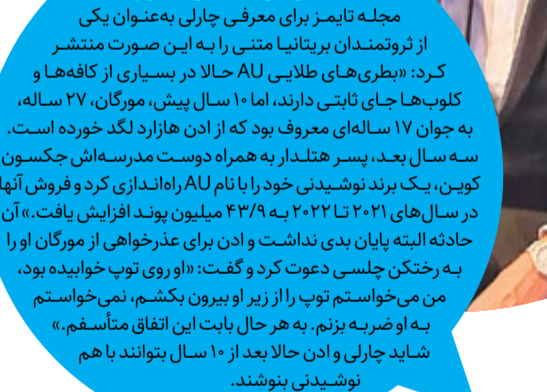 مجله تایمز برای معرفی چارلی به‌عنوان یکی
از ثروتمندان بریتانیا متنی را به این صورت منتشر
کرد: «بطری‌های طلایی AU حالا در بسیاری از کافه‌ها و
کلوب‌ها جای ثابتی دارند، اما ۱۰ سال پیش، مورگان، ۲۷ ساله،
به جوان ۱۷ ساله‌ای معروف بود که از ادن هازارد لگد خورده است.
سه سال بعد، پسر هتلدار به همراه دوست مدرسه‌اش جکسون
کوین، یک برند نوشیدنی خود را با نام AU راه‌اندازی کرد و فروش آنها
در سال‌های ۲۰۲۱ تا ۲۰۲۲ به ۴۳/۹ میلیون پوند افزایش یافت.» آن
حادثه البته پایان بدی نداشت و ادن برای عذرخواهی از مورگان او را
به رختکن چلسی دعوت کرد و گفت: «او روی توپ خوابیده بود،
من می‌خواستم توپ را از زیر او بیرون بکشم، نمی‌خواستم
به او ضربه بزنم. به هر حال بابت این اتفاق متأسفم.»
شاید چارلی و ادن حالا بعد از ۱۰ سال بتوانند با هم
نوشیدنی بنوشند.